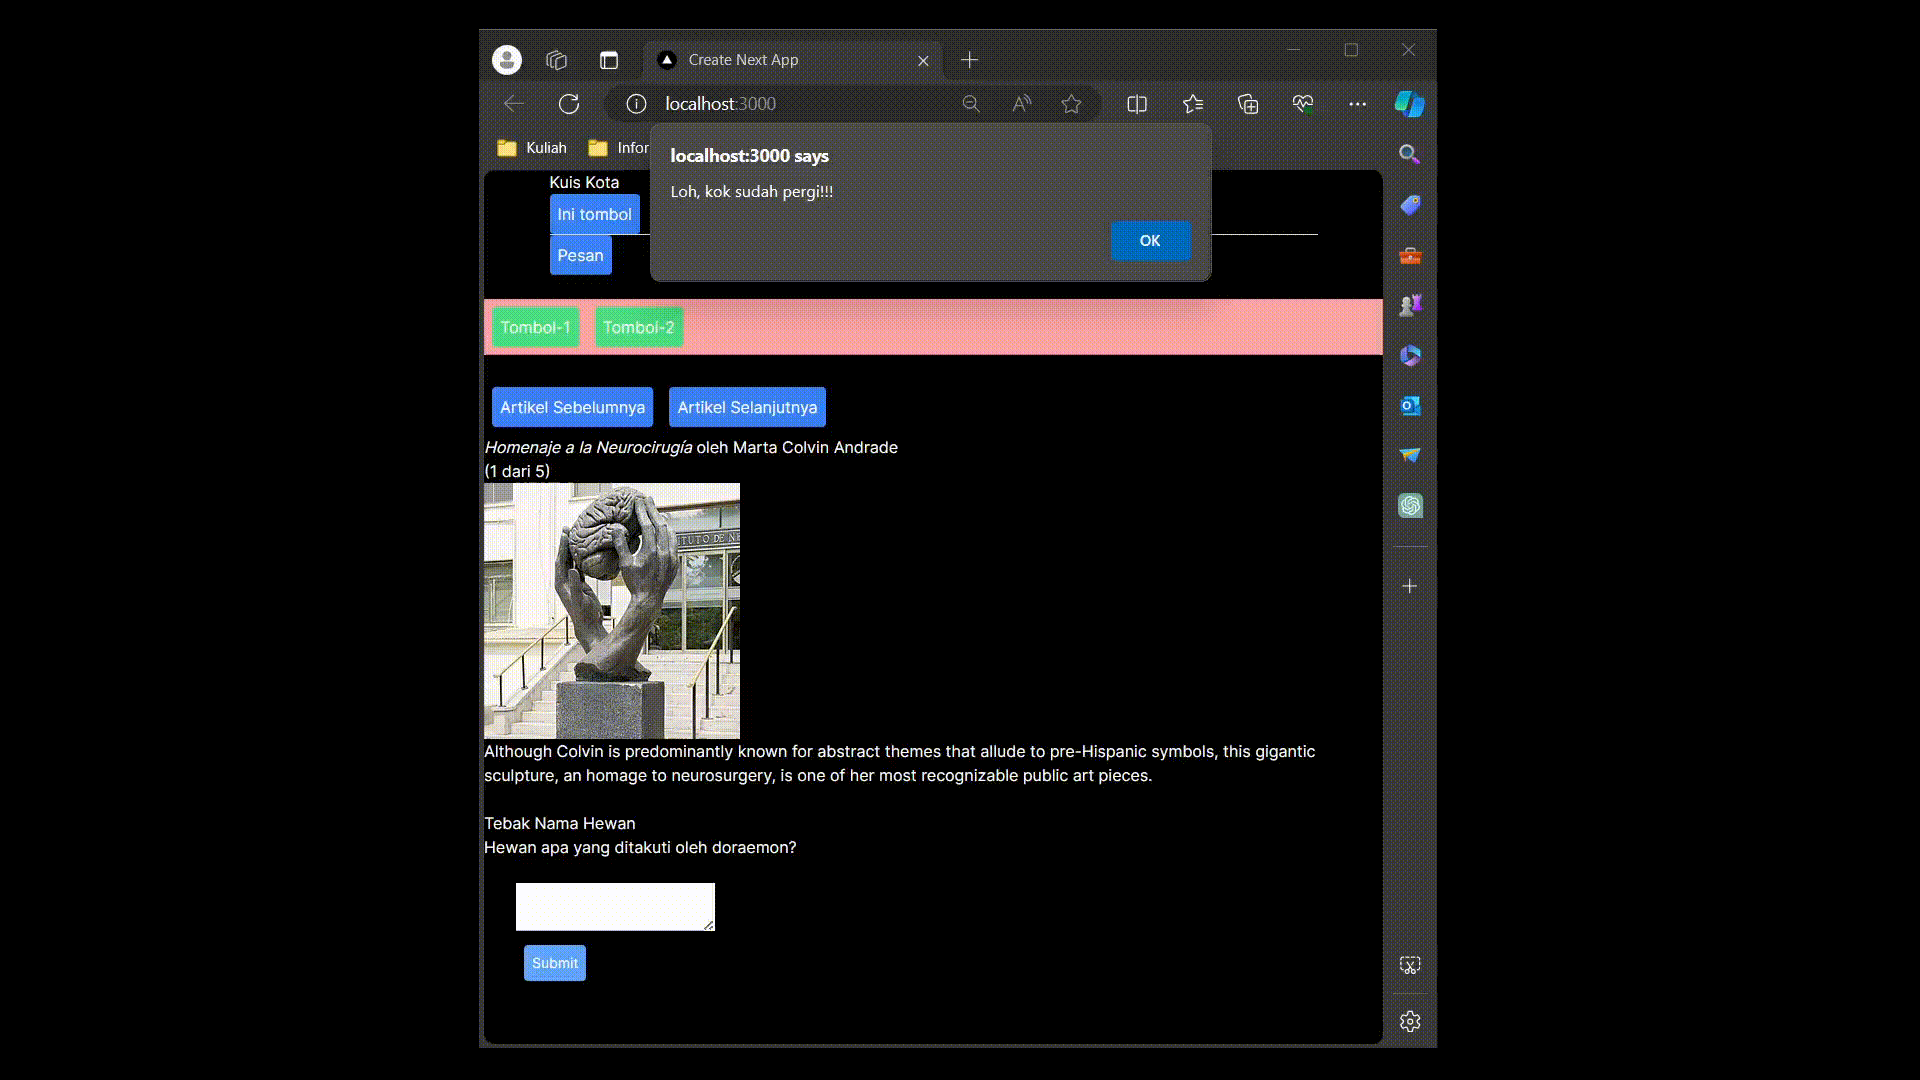 Create Next App
localhost:3000
Kuliah
Infor
localhost:3000 says
Loh, kok sudah pergi!!!
OK
Kuis Kota
Ini tombol
Pesan
Tombol-1 Tombol-2
Artikel Sebelumnya Artikel Selanjutnya
Homenaje a la Neurocirugía oleh Marta Colvin Andrade
(1 dari 5)
TUTO DE NE
Although Colvin is predominantly known for abstract themes that allude to pre-Hispanic symbols, this gigantic
sculpture, an homage to neurosurgery, is one of her most recognizable public art pieces.
Tebak Nama Hewan
Hewan apa yang ditakuti oleh doraemon?
Submit